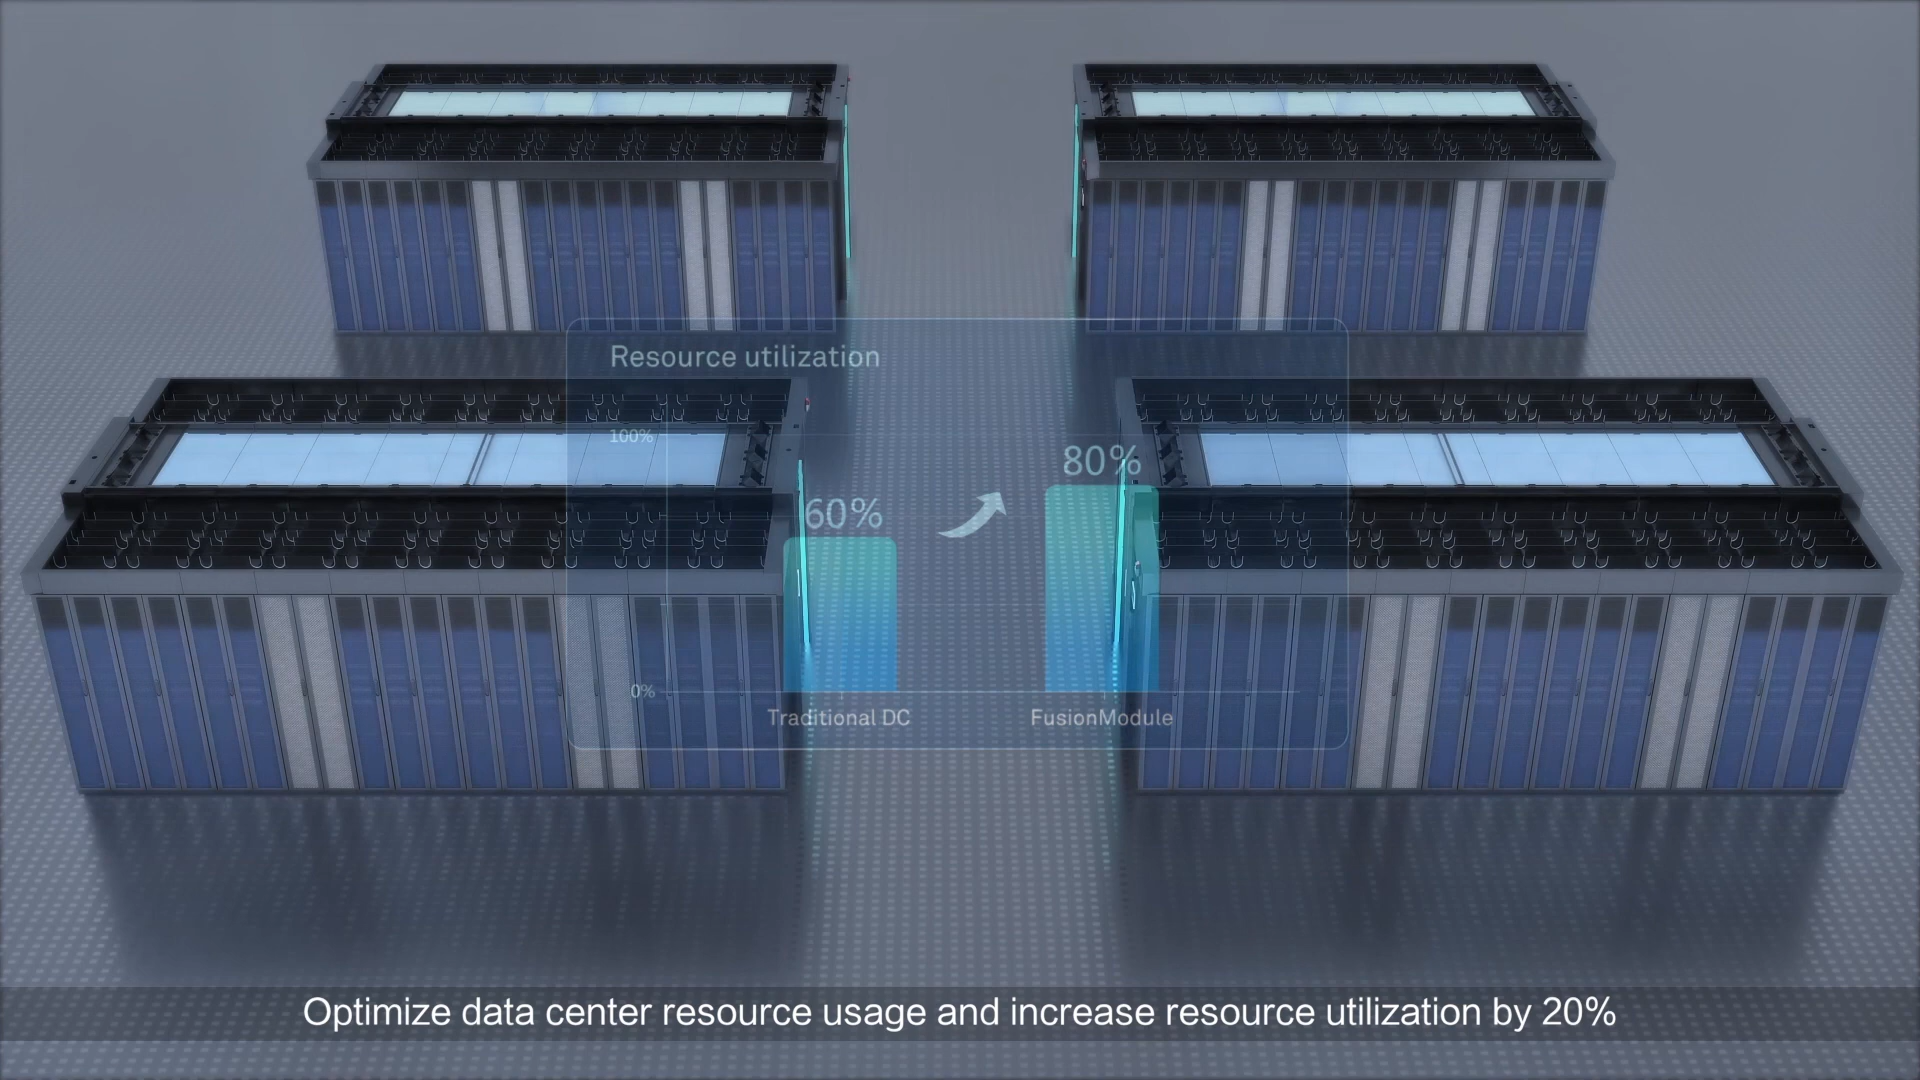 Resource utilization
100%
80%
60%
0%
Traditional DC
FusionModule
Optimize data center resource usage and increase resource utilization by 20%